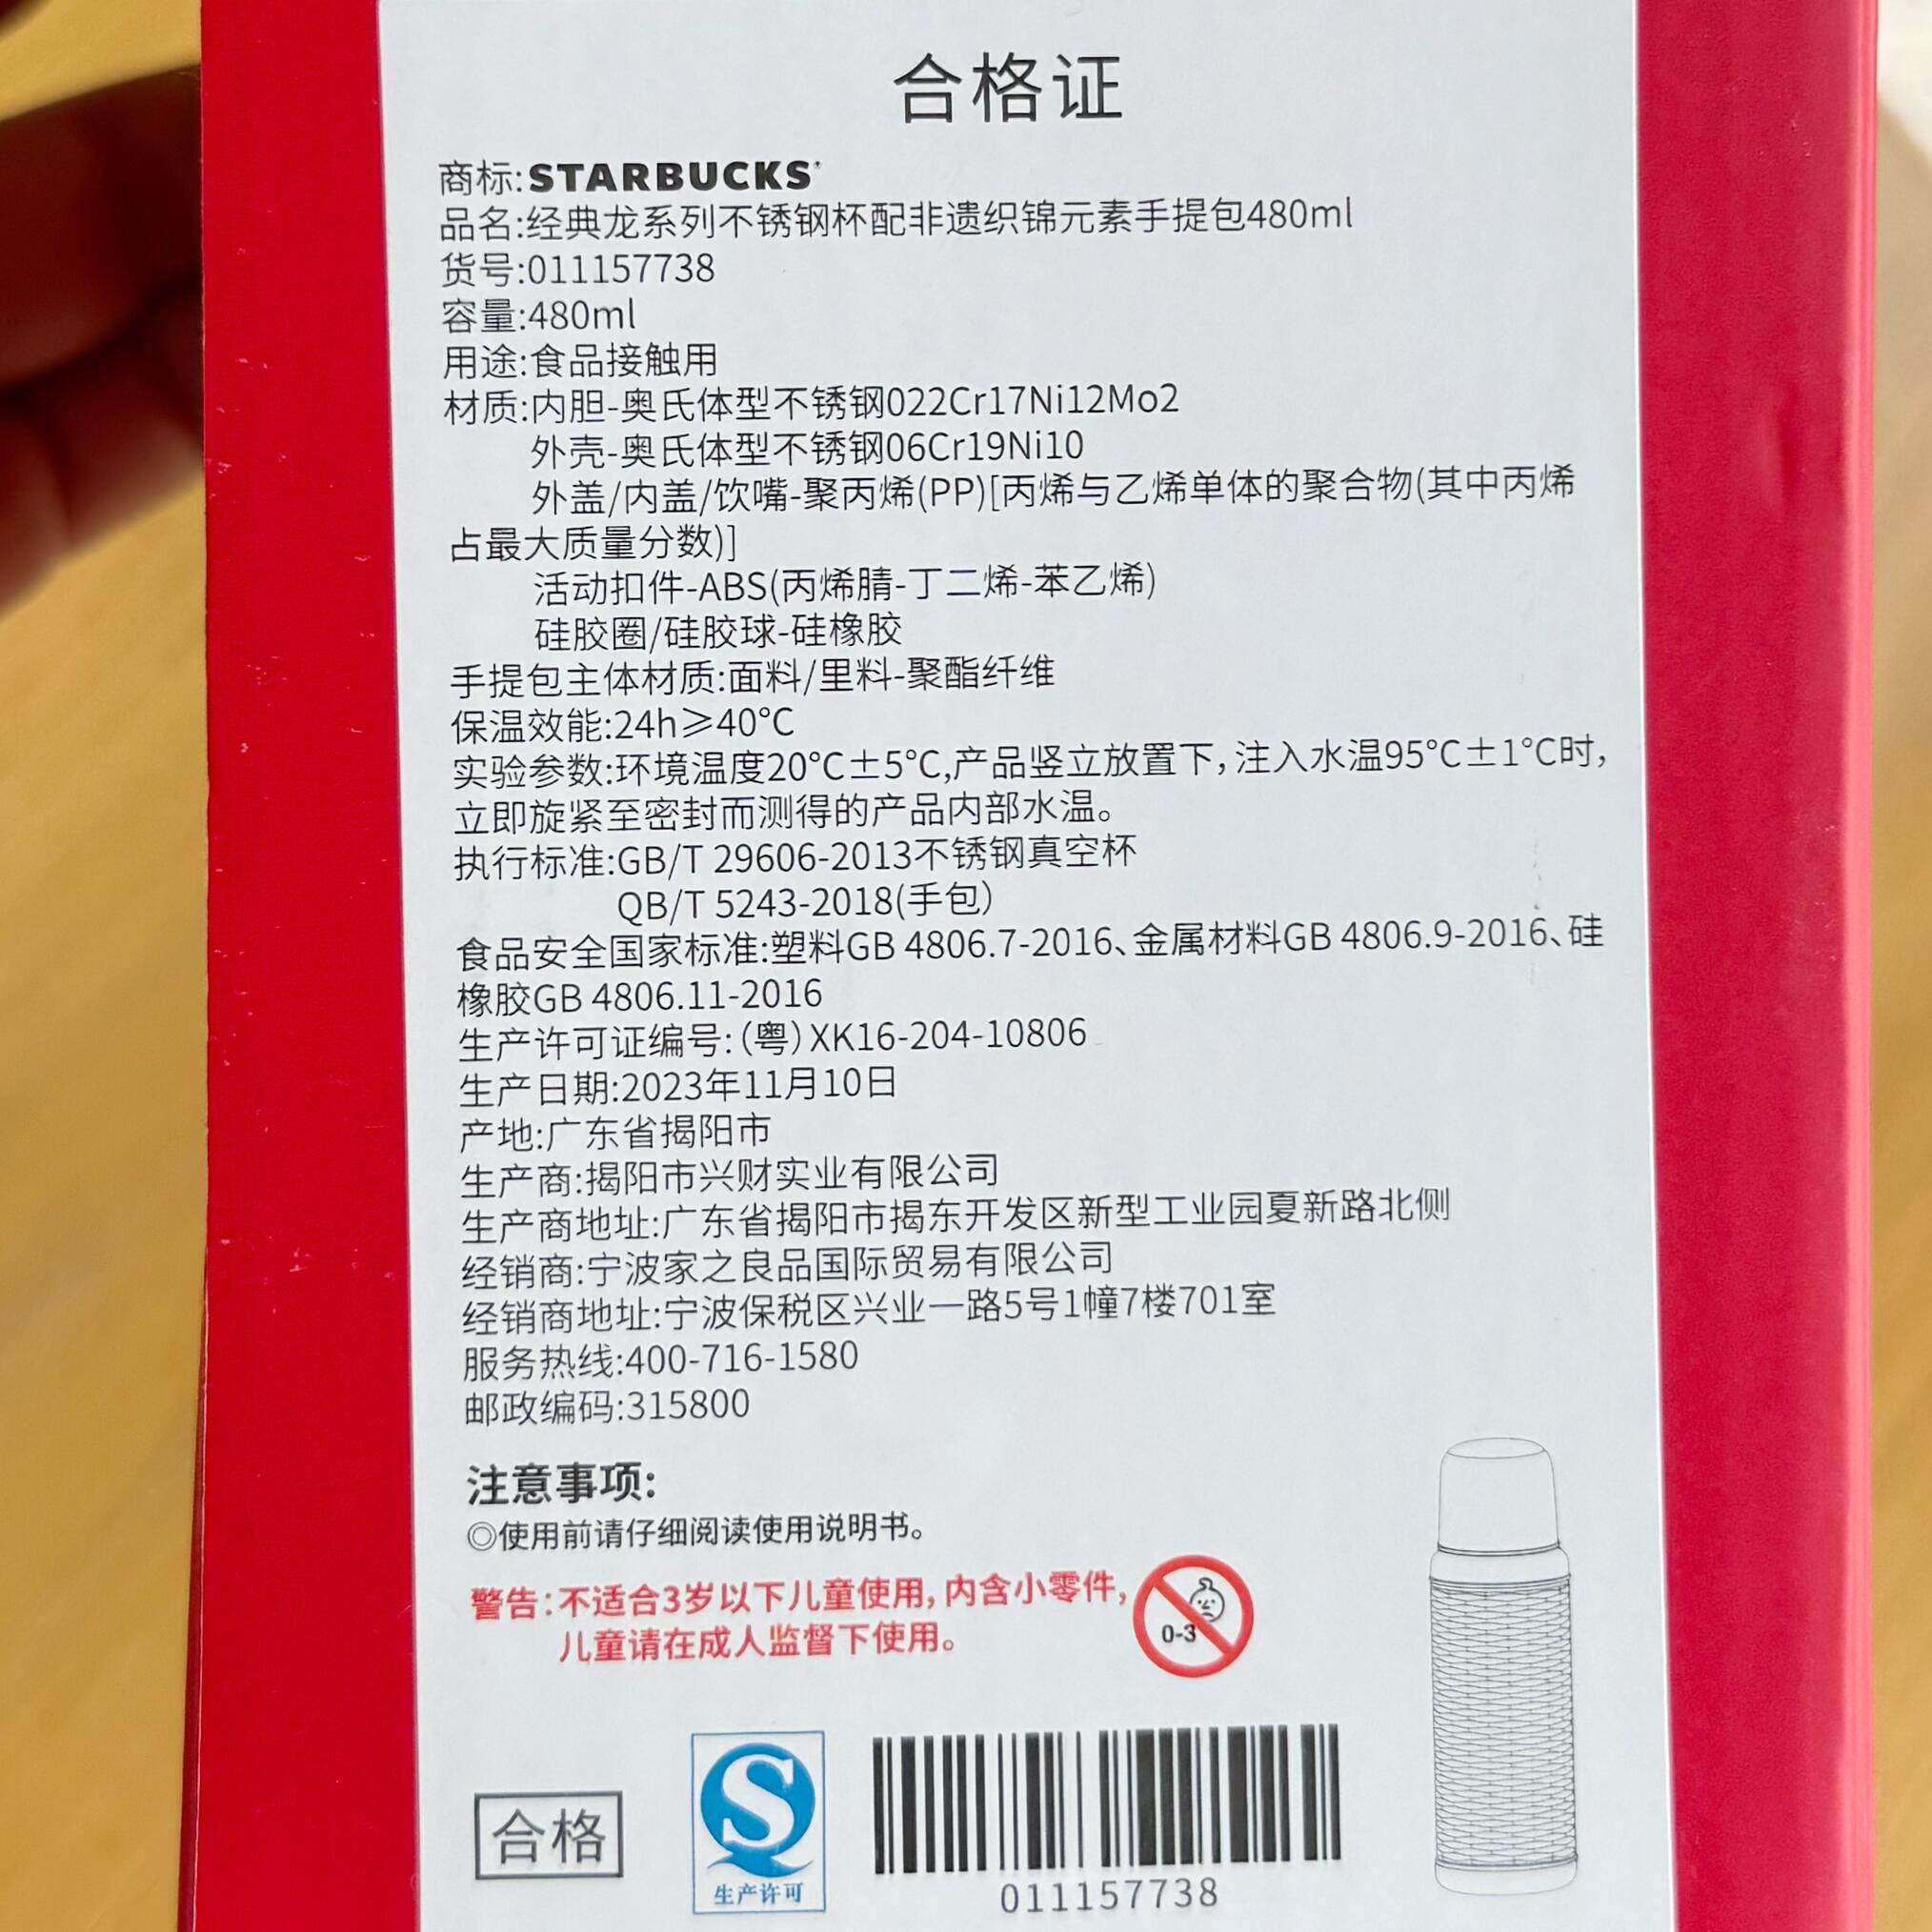 合格证
商标:STARBUCKS
品名:经典龙系列不锈钢杯配非遗织锦元素手提包480ml
货号:011157738
容量:480ml
用途:食品接触用
材质:内胆-奥氏体型不锈钢022Cr17Ni12Mo2
外壳-奥氏体型不锈钢06Cr19Ni10
外盖/内盖/饮嘴-聚丙烯(PP)[丙烯与乙烯单体的聚合物(其中丙烯
占最大质量分数)]
活动扣件-ABS(丙烯腈-丁二烯-苯乙烯)
硅胶圈/硅胶球-硅橡胶
手提包主体材质:面料/里料-聚酯纤维
保温效能:24h≥40℃
实验参数:环境温度20℃±5℃,产品竖立放置下,注入水温95℃±1℃时,
立即旋紧至密封而测得的产品内部水温。
执行标准:GB/T 29606-2013不锈钢真空杯
QB/T 5243-2018(手包)
食品安全国家标准:塑料GB 4806.7-2016、金属材料GB 4806.9-2016、硅
橡胶GB 4806.11-2016
生产许可证编号:(粤)XK16-204-10806
生产日期:2023年11月10日
产地:广东省揭阳市
生产商:揭阳市兴财实业有限公司
生产商地址:广东省揭阳市揭东开发区新型工业园夏新路北侧
经销商:宁波家之良品国际贸易有限公司
经销商地址:宁波保税区兴业一路5号1幢7楼701室
服务热线:400-716-1580
邮政编码:315800
注意事项:
◎使用前请仔细阅读使用说明书。
警告:不适合3岁以下儿童使用,内含小零件,
儿童请在成人监督下使用。
0-3
合格
生产许可
011157738